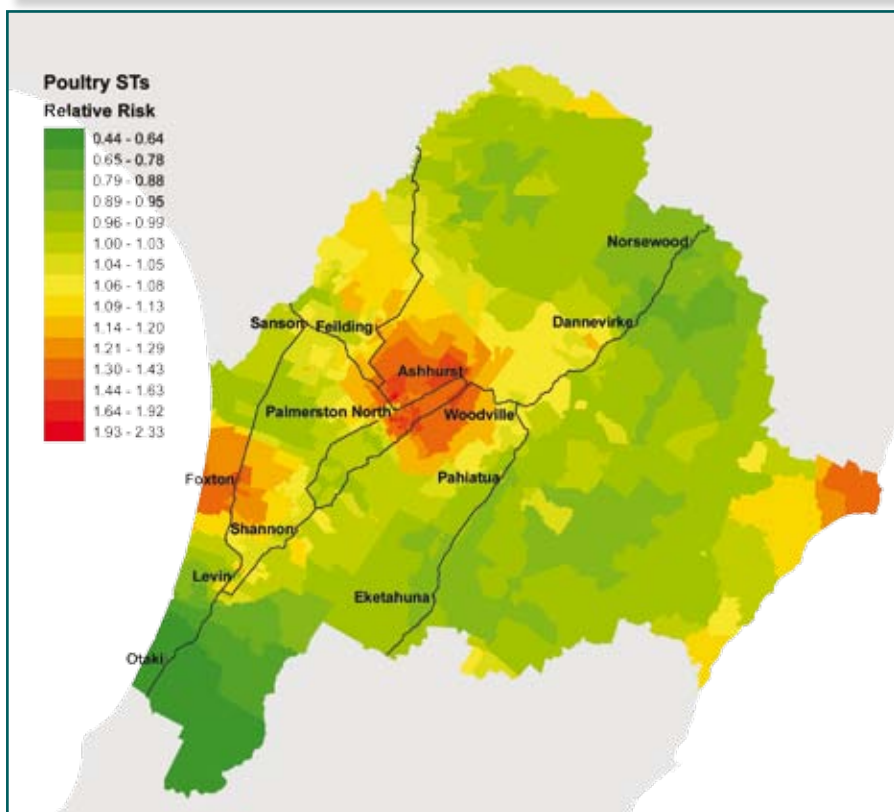 Poultry STs
Relative Risk
0.44 - 0.64
0.65 - 0.78
0.79 - 0.88
0.89 - 0.95
0.96 - 0.99
1.00 - 1.03
1.04 - 1.05
1.06 - 1.08
1.09 - 1.13
1.14 - 1.20
1.21 - 1.29
1.30 - 1.43
1.44 - 1.63
1.64 - 1.92
1.93 - 2.33
Norsewood
Sanson
Feilding
Dannevirke
Ashhurst
Palmerston North
Woodville
Foxton
Pahiatua
Shannon
Levin
Eketahuna
Otaki